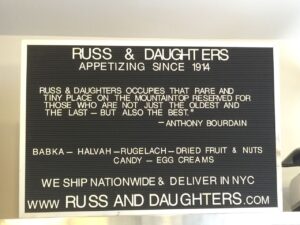 RUSS & DAUGHTERS
APPETIZING SINCE 1914
RUSS & DAUGHTERS OCCUPIES THAT RARE AND
TINY PLACE ON THE MOUNTAINTOP RESERVED FOR
THOSE WHO ARE NOT JUST THE OLDEST AND
THE LAST – BUT ALSO THE BEST."
– ANTHONY BOURDAIN
BABKA – HALVAH – RUGELACH – DRIED FRUIT & NUTS
CANDY – EGG CREAMS
WE SHIP NATIONWIDE & DELIVER IN NYC
WWW.RUSS AND DAUGHTERS.COM